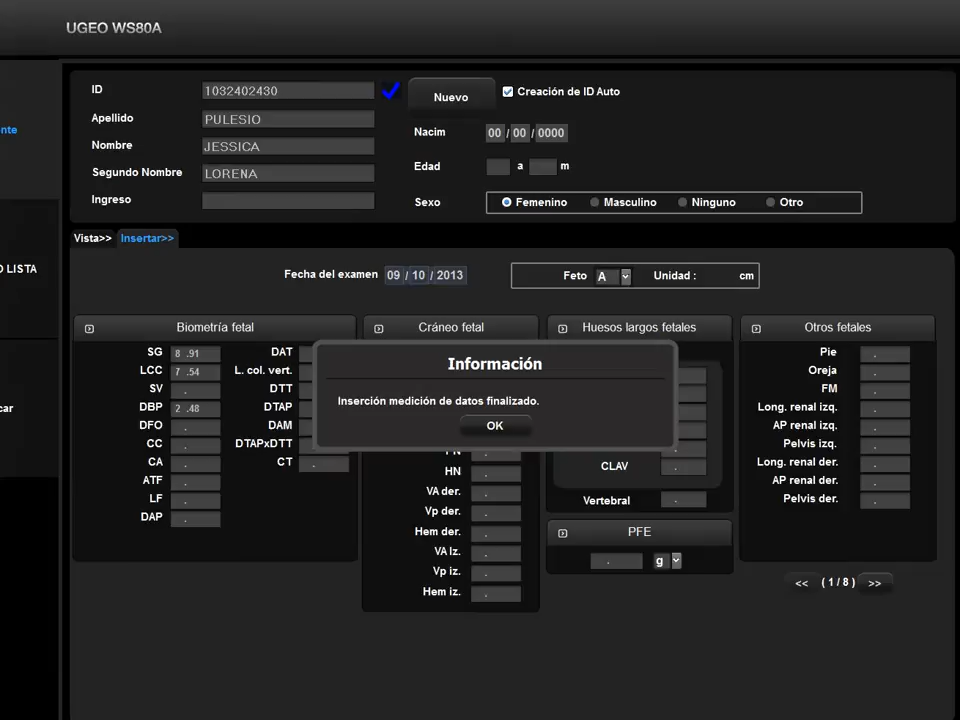 UGEO WS80A
ID 1032402430 Nuevo Creación de ID Auto
Apellido PULESIO
nte
Nacim 00 / 00 / 0000
Nombre JESSICA
Segundo Nombre LORENA
Edad a m
Ingreso
Sexo Femenino Masculino Ninguno Otro
Vista>> Insertar>>
O LISTA
Fecha del examen 09 / 10 / 2013 Feto A Unidad : cm
Biometría fetal
SG 8 .91 DAT
LCC 7 .54 L. col. vert.
SV . DTT
DBP 2 .48 DTAP
DFO . DAM
CC . DTAPxDTT
CA . CT .
ATF .
LF .
DAP .
car
Cráneo fetal
HN .
VA der. .
Vp der. .
Hem der. .
VA Iz. .
Vp iz. .
Hem iz. .
Huesos largos fetales
CLAV .
Vertebral .
PFE
. g
Otros fetales
Pie .
Oreja .
FM .
Long. renal izq. .
AP renal izq. .
Pelvis izq. .
Long. renal der. .
AP renal der. .
Pelvis der. .
<< ( 1 / 8 ) >>
Información
Inserción medición de datos finalizado.
OK